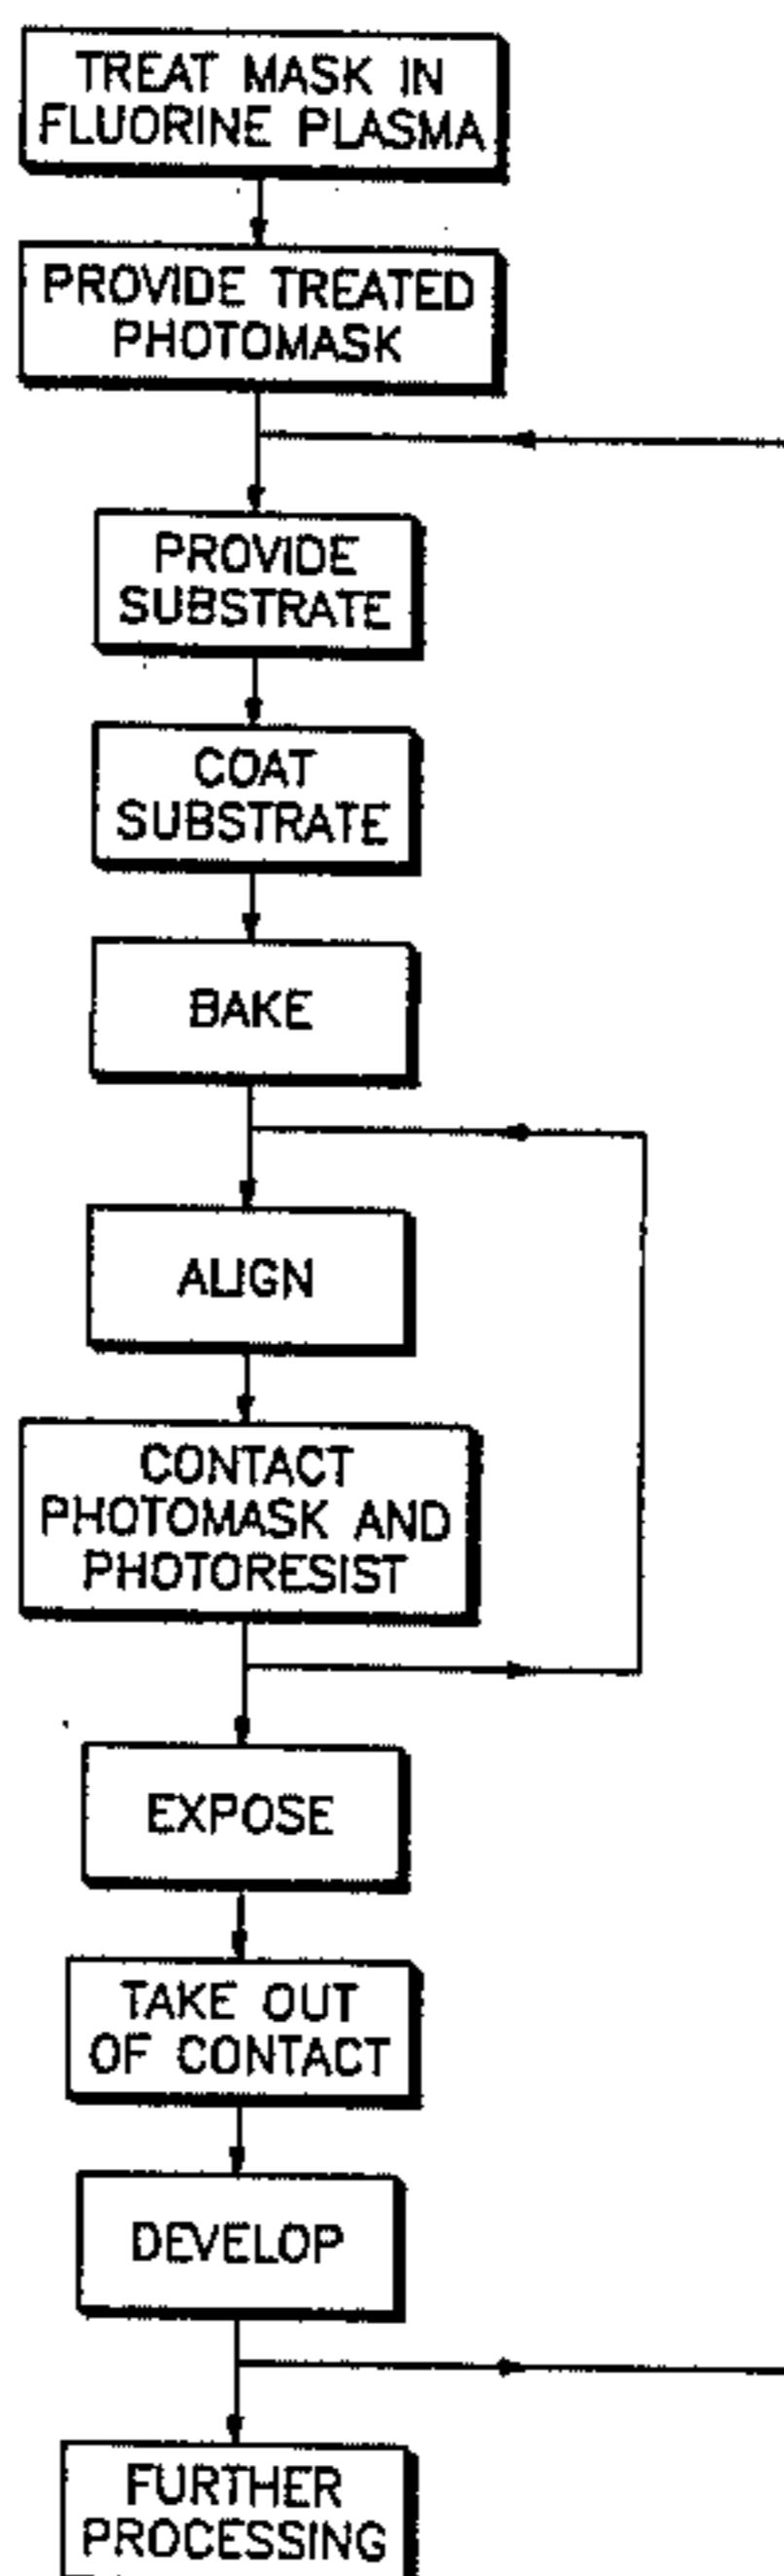 TREAT MASK IN
FLUORINE PLASMA
PROVIDE TREATED
PHOTOMASK
PROVIDE
SUBSTRATE
COAT
SUBSTRATE
BAKE
ALIGN
CONTACT
PHOTOMASK AND
PHOTORESIST
EXPOSE
TAKE OUT
OF CONTACT
DEVELOP
FURTHER
PROCESSING